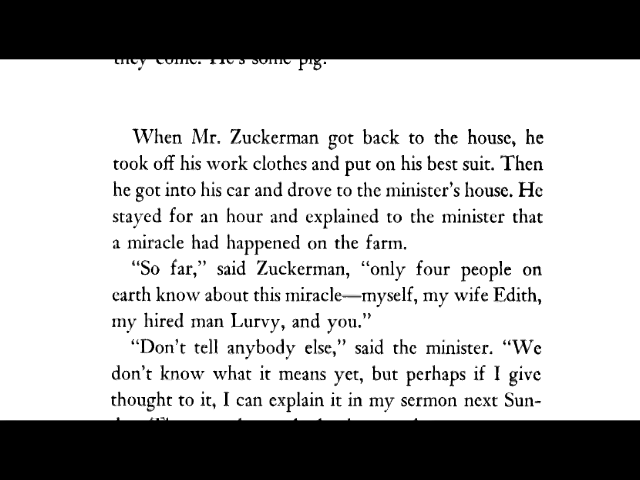 they come. He's some pig.
When Mr. Zuckerman got back to the house, he
took off his work clothes and put on his best suit. Then
he got into his car and drove to the minister's house. He
stayed for an hour and explained to the minister that
a miracle had happened on the farm.
"So far," said Zuckerman, "only four people on
earth know about this miracle—myself, my wife Edith,
my hired man Lurvy, and you."
"Don't tell anybody else," said the minister. "We
don't know what it means yet, but perhaps if I give
thought to it, I can explain it in my sermon next Sun-